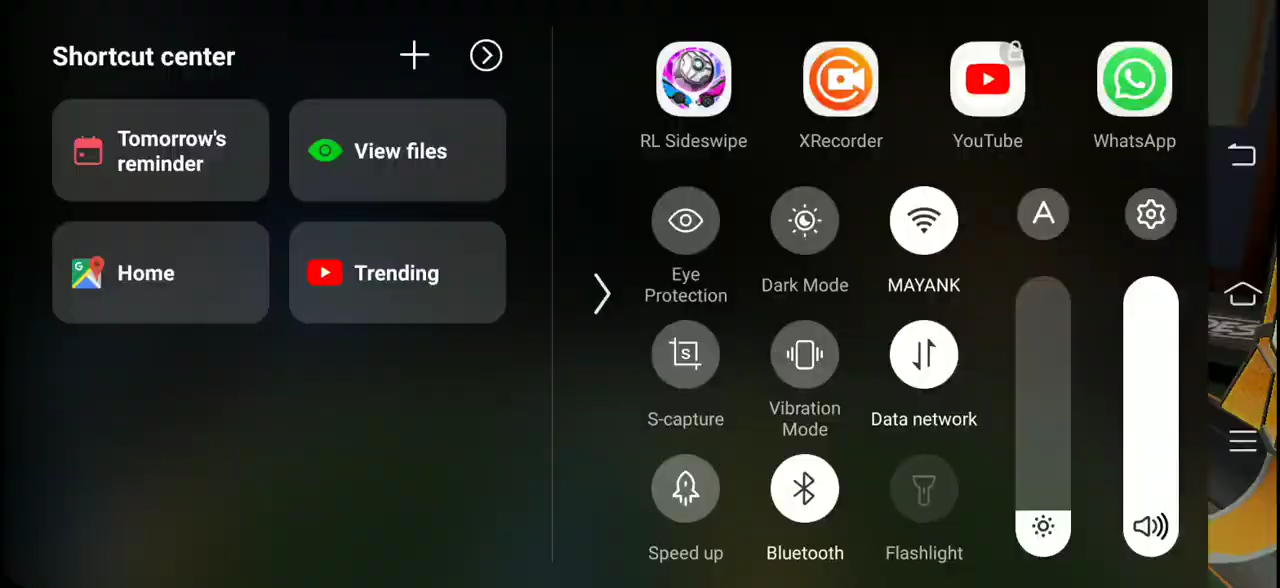 Shortcut center
Tomorrow's
reminder
View files
Home
Trending
RL Sideswipe
XRecorder
YouTube
WhatsApp
A
Eye
Protection
Dark Mode
MAYANK
S
S-capture
Vibration
Mode
Data network
Speed up
Bluetooth
Flashlight